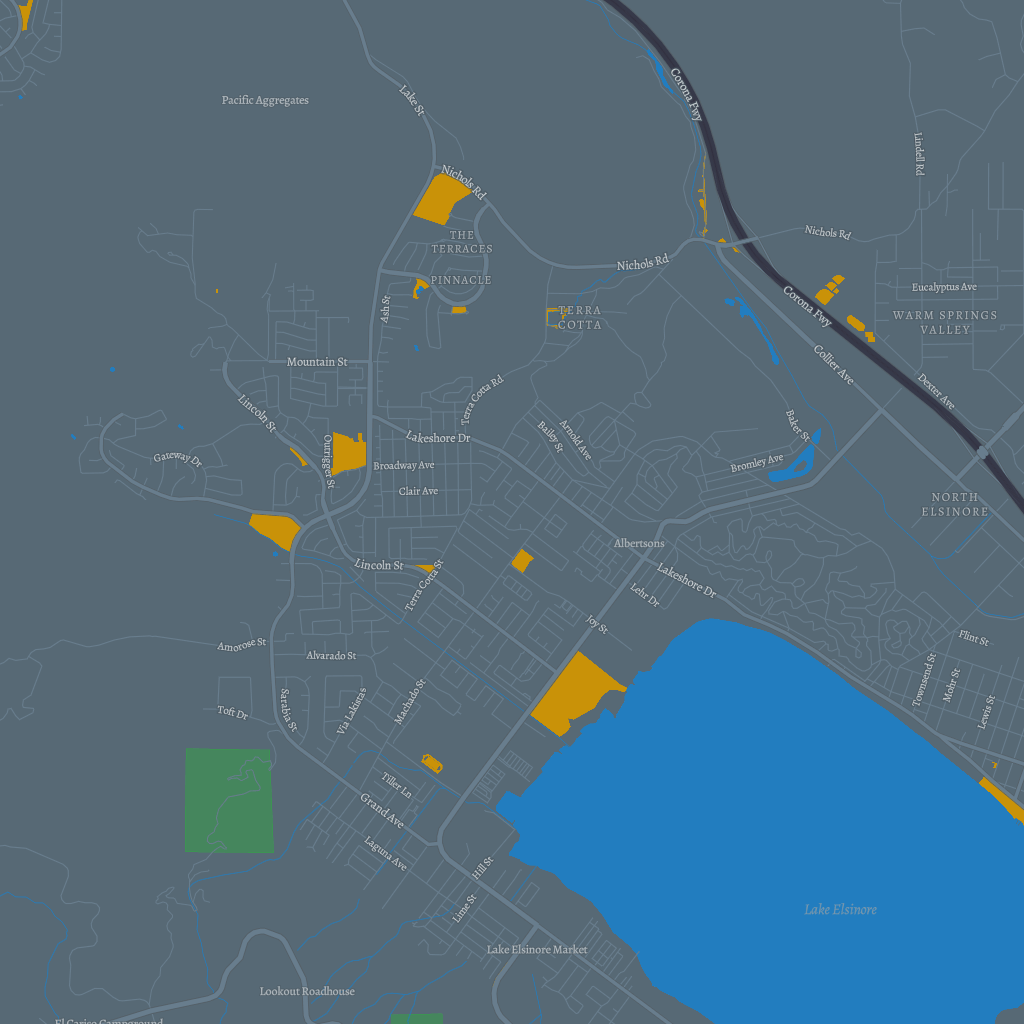 Corona Fwy
Pacific Aggregates
Lake St
Lindell Rd
Nichols Rd
THE
TERRACES
Nichols Rd
Nichols Rd
PINNACLE
Eucalyptus Ave
Ash St
TERRA
COTTA
Corona Fwy
WARM SPRINGS
VALLEY
Mountain St
Collier Ave
Terra Cotta Rd
Dexter Ave
Lincoln St
Lakeshore Dr
Bailey St
Arnold Ave
Baker St
Outrigger St
Gateway Dr
Broadway Ave
Bromley Ave
Clair Ave
NORTH
ELSINORE
Albertsons
Lincoln St
Terra Cotta St
Lakeshore Dr
Lehr Dr
Joy St
Amorose St
Alvarado St
Flint St
Townsend St
Mohr St
Lewis St
Sarabia St
Via Lakistas
Machado St
Toft Dr
Tiller Ln
Grand Ave
Laguna Ave
Hill St
Lime St
Lake Elsinore
Lake Elsinore Market
Lookout Roadhouse
El Cariso Campground